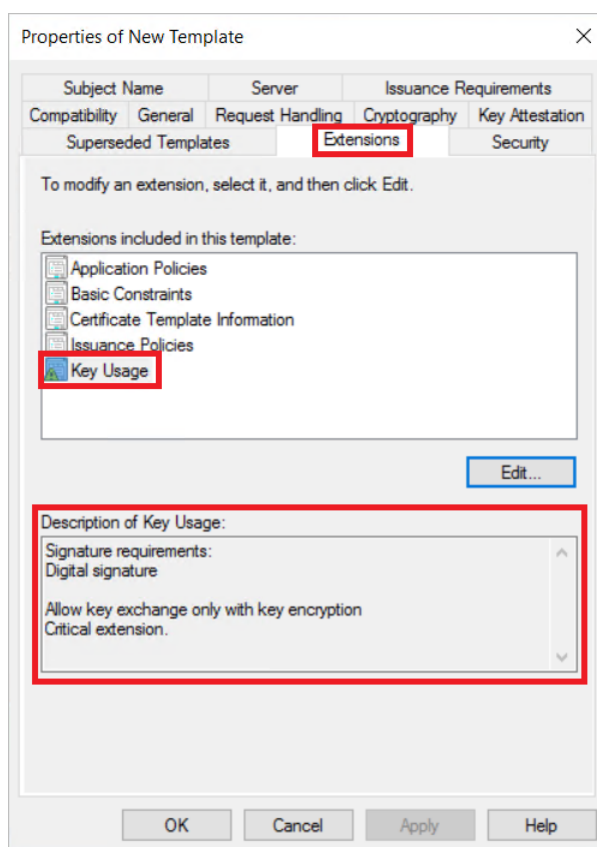 Properties of New Template
Subject Name Server Issuance Requirements
Compatibility General Request Handling Cryptography Key Attestation
Superseded Templates Extensions Security
To modify an extension, select it, and then click Edit.
Extensions included in this template:
Application Policies
Basic Constraints
Certificate Template Information
Issuance Policies
Key Usage
Edit...
Description of Key Usage:
Signature requirements:
Digital signature
Allow key exchange only with key encryption
Critical extension.
OK Cancel Apply Help